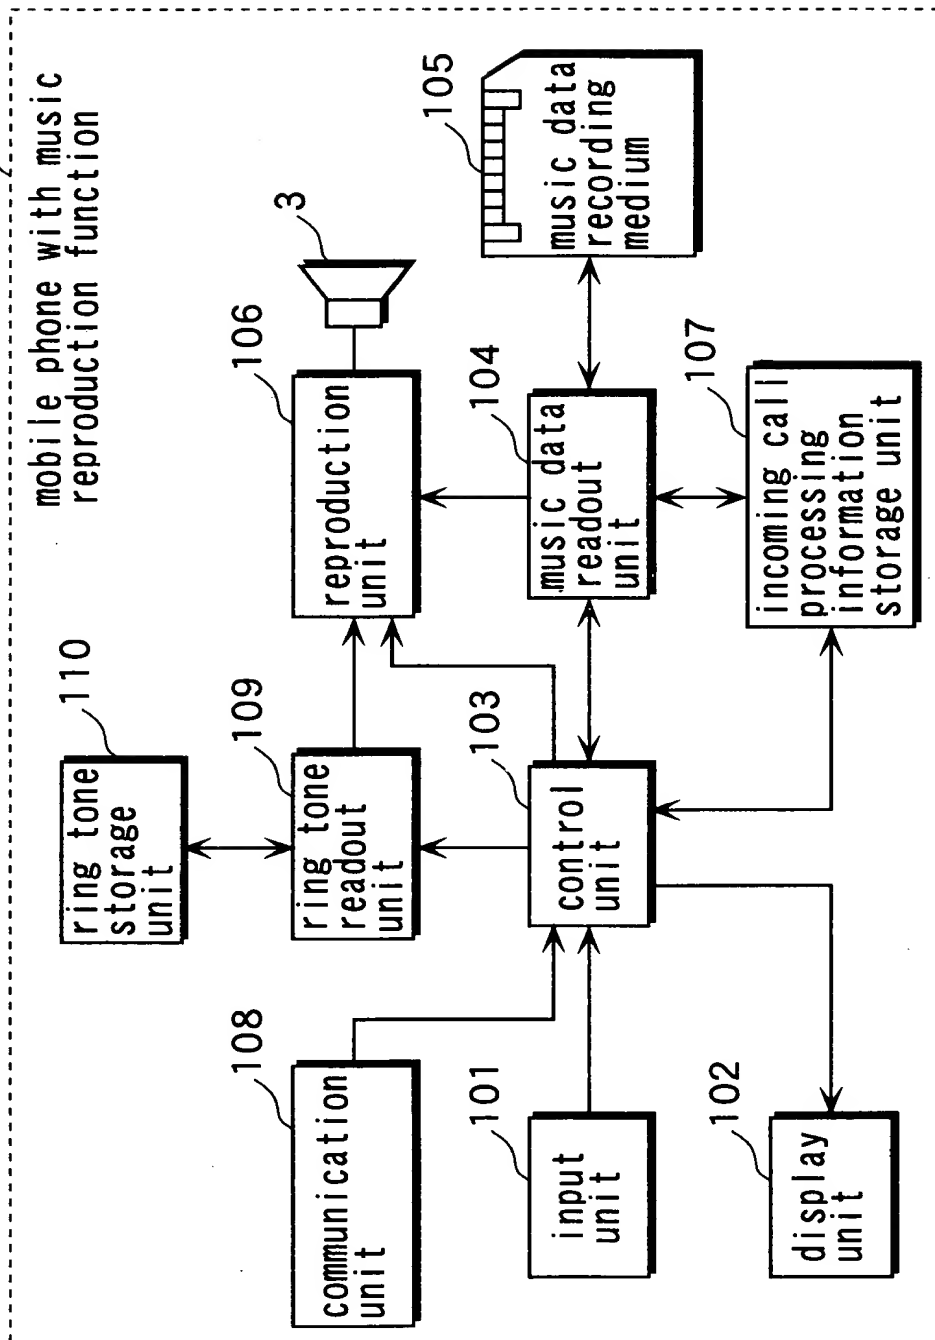 mobile phone with music
reproduction function
110
ring tone
storage
unit
108
communication
unit
109
ring tone
readout
unit
106
reproduction
unit
3
101
input
unit
103
control
unit
104
music data
readout
unit
105
music data
recording
medium
102
display
unit
107
incoming call
processing
information
storage unit